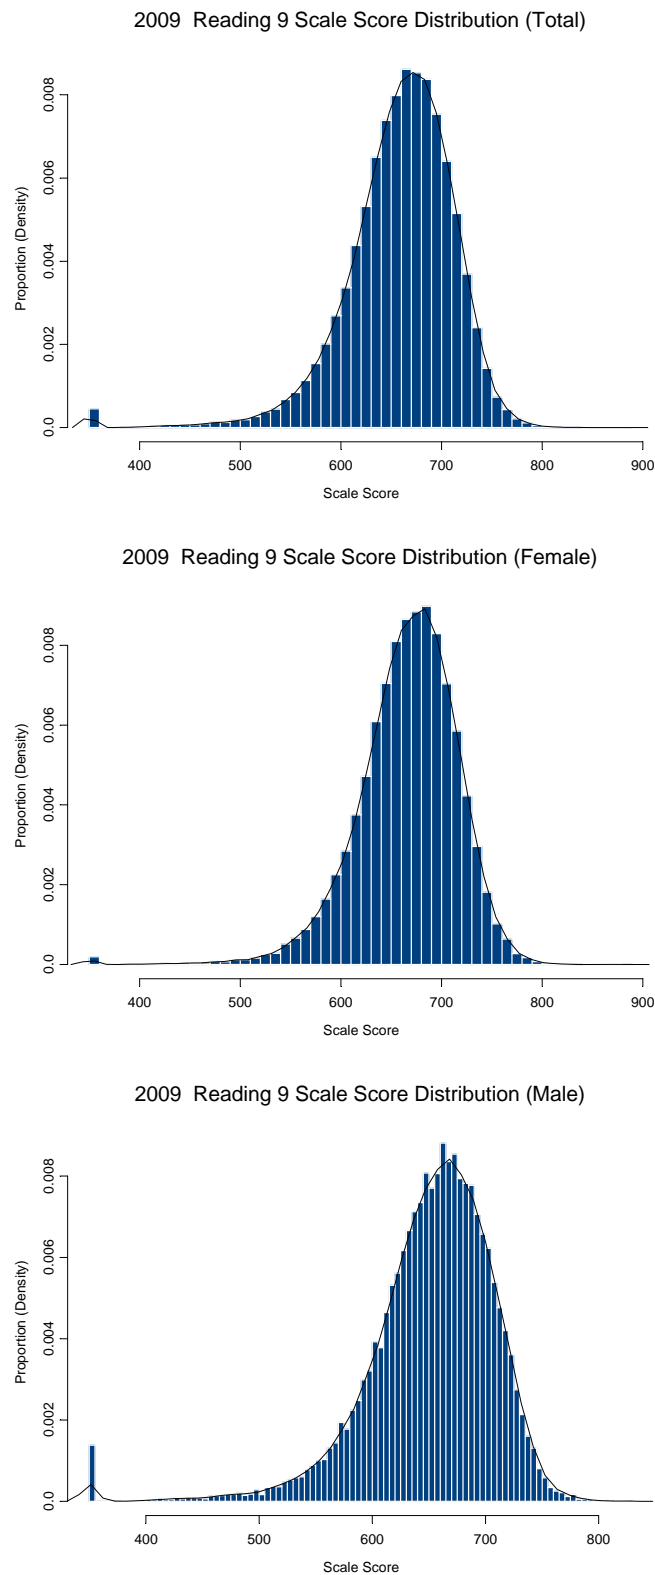 2009 Reading 9 Scale Score Distribution (Total)
Proportion (Density)
0.0 0.002 0.004 0.006 0.008
400 500 600 700 800 900
Scale Score
2009 Reading 9 Scale Score Distribution (Female)
Proportion (Density)
0.0 0.002 0.004 0.006 0.008
400 500 600 700 800 900
Scale Score
2009 Reading 9 Scale Score Distribution (Male)
Proportion (Density)
0.0 0.002 0.004 0.006 0.008
400 500 600 700 800
Scale Score